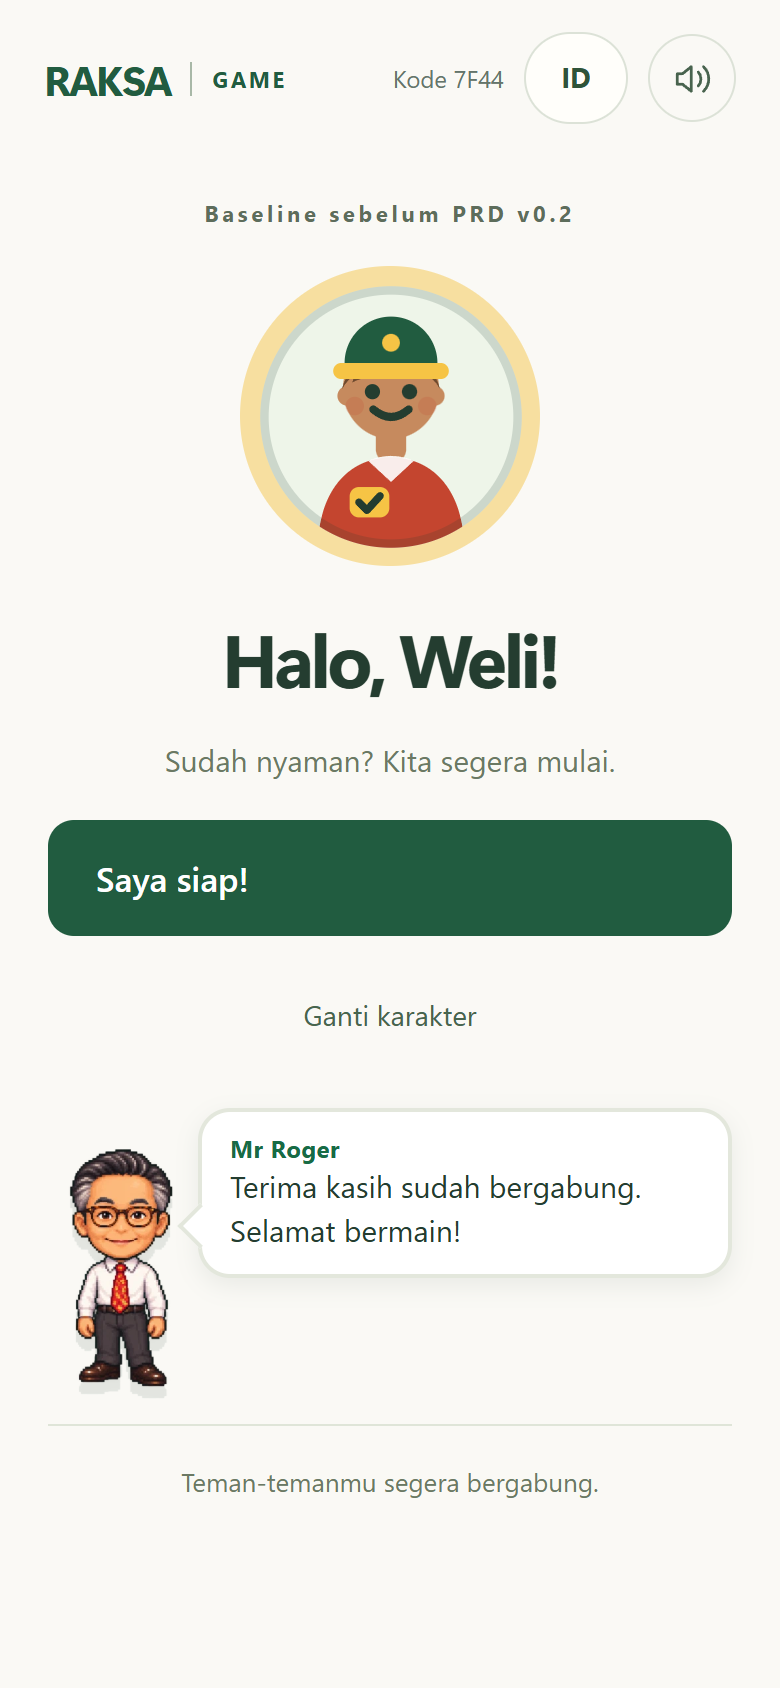 RAKSA GAME Kode 7F44 ID
Baseline sebelum PRD v0.2
Halo, Weli!
Sudah nyaman? Kita segera mulai.
Saya siap!
Ganti karakter
Mr Roger
Terima kasih sudah bergabung.
Selamat bermain!
Teman-temanmu segera bergabung.